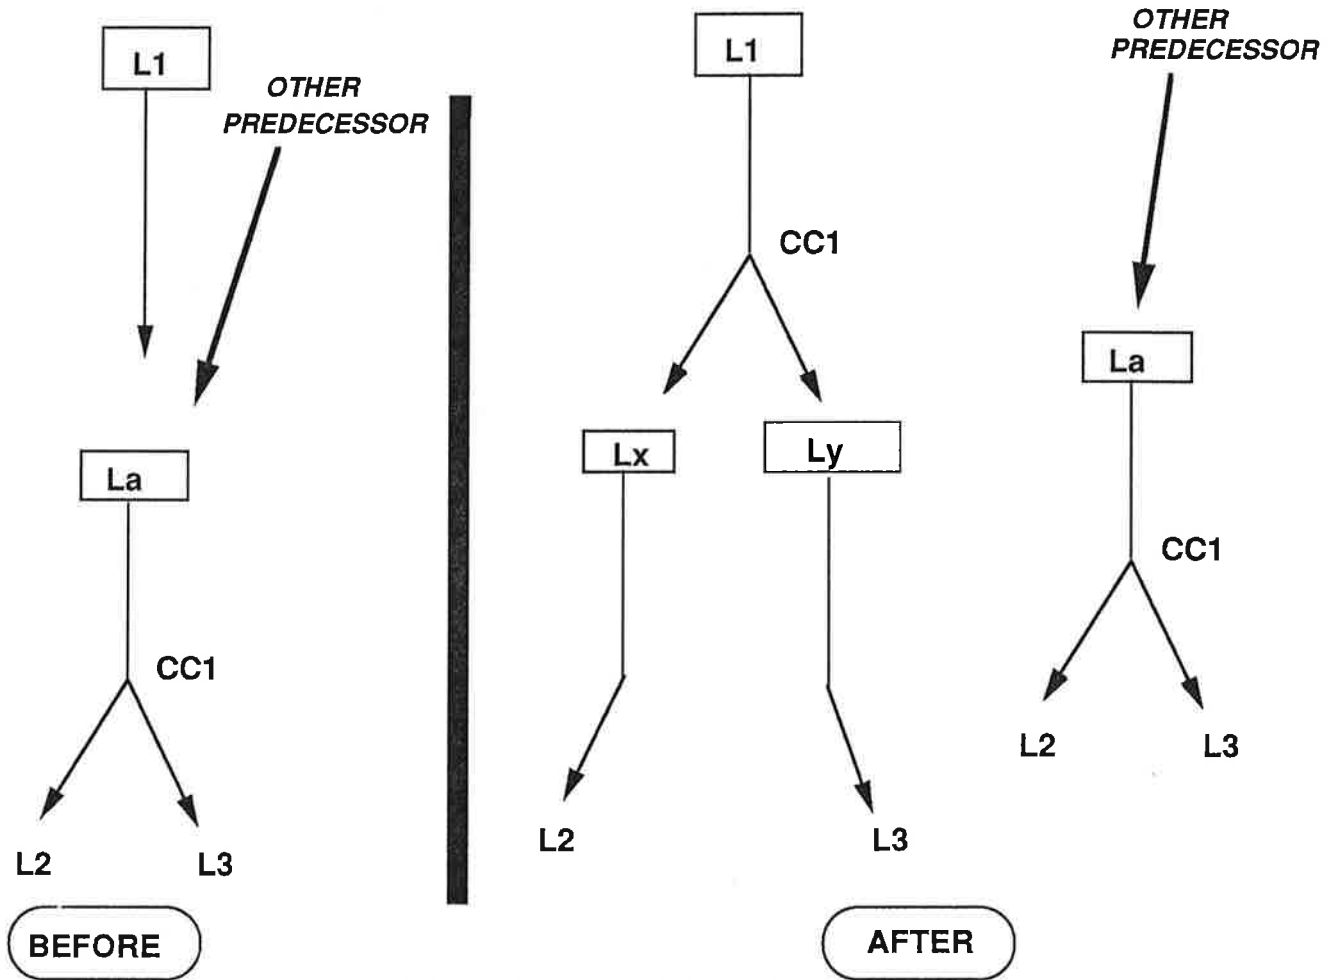 L1
OTHER
PREDECESSOR
La
CC1
L2
L3
BEFORE
L1
CC1
Lx
Ly
L2
L3
OTHER
PREDECESSOR
La
CC1
L2
L3
AFTER